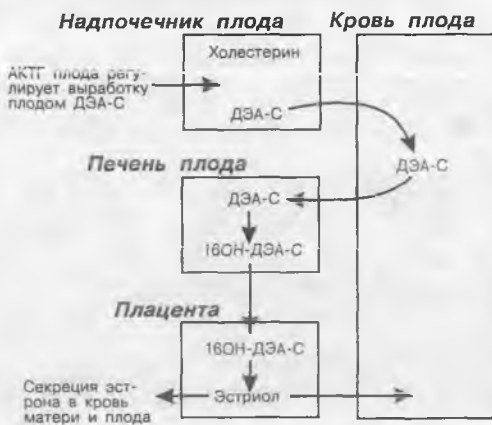 Надпочечник плода
Кровь плода
Холестерин
АКТГ плода регу-
лирует выработку
плодом ДЭА-С
ДЭА-С
ДЭА-С
Печень плода
ДЭА-С
16ОН-ДЭА-С
Плацента
16ОН-ДЭА-С
Эстриол
Секреция эст-
рона в кровь
матери и плода